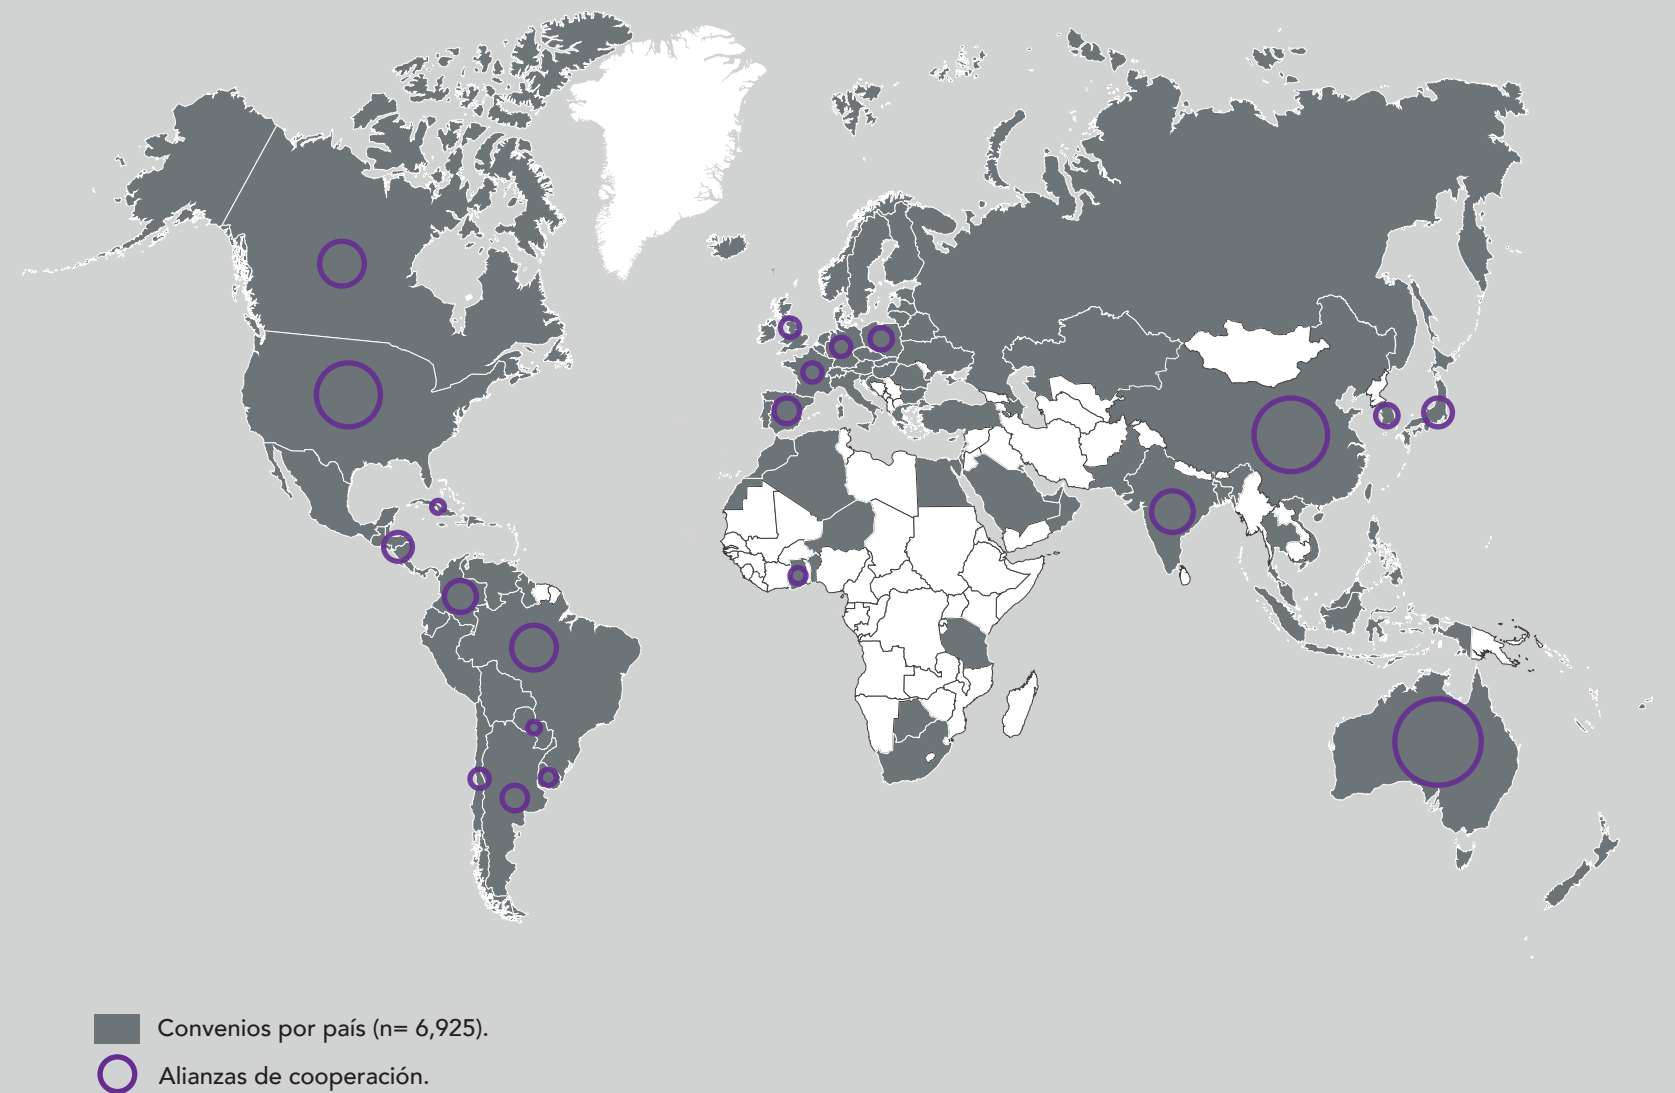 Convenios por país (n= 6,925).
Alianzas de cooperación.